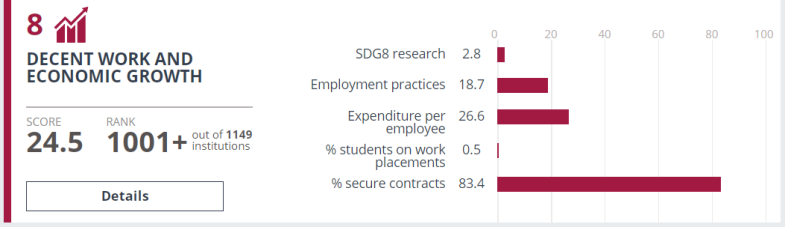 8
DECENT WORK AND
ECONOMIC GROWTH
SCORE
24.5
RANK
1001+ out of 1149
institutions
Details
0 20 40 60 80 100
SDG8 research 2.8
Employment practices 18.7
Expenditure per 26.6
employee
% students on work 0.5
placements
% secure contracts 83.4